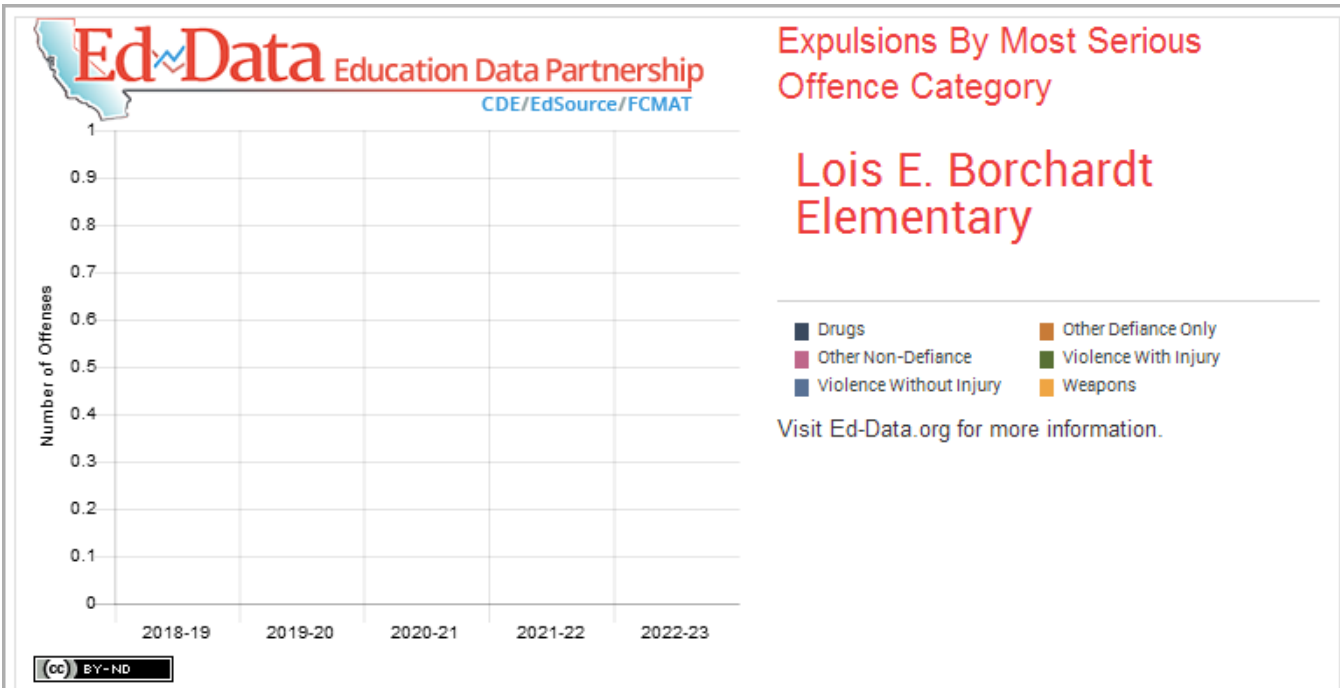 Ed Data Education Data Partnership
CDE/EdSource/FCMAT
Expulsions By Most Serious
Offence Category
Lois E. Borchardt
Elementary
Drugs
Other Defiance Only
Other Non-Defiance
Violence With Injury
Violence Without Injury
Weapons
Visit Ed-Data.org for more information.
Number of Offenses
1
0.9
0.8
0.7
0.6
0.5
0.4
0.3
0.2
0.1
0
2018-19 2019-20 2020-21 2021-22 2022-23
(cc) BY-ND